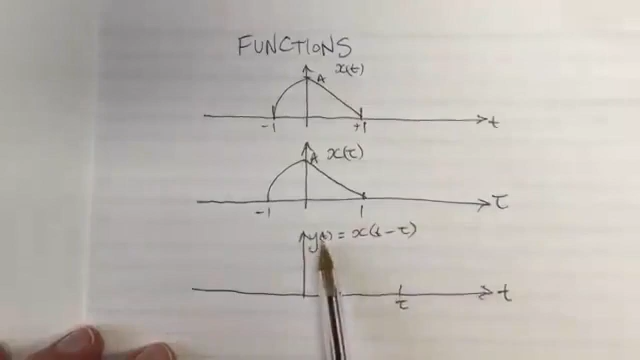 FUNCTIONS
x(t)
A
-1 +1 t
x(τ)
A
-1 1 τ
y(t) = x(t-τ)
τ t